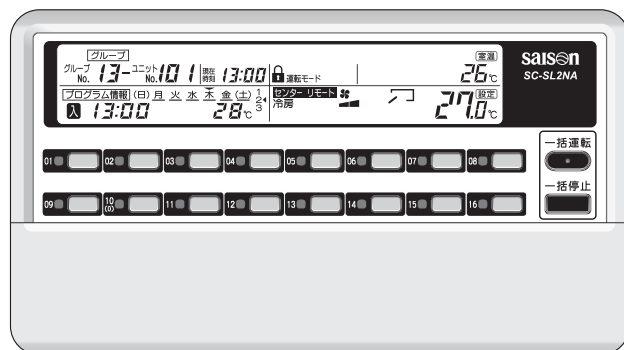 グループ
グループNo. 13-ユニットNo.101 現在時刻 13:00 運転モード 室温 26℃
プログラム情報 (日) 月 火 水 木 金 (土) 1 2 3 センター リモート 設定
入 13:00 28℃ 冷房 27.0℃
saison
SC-SL2NA
01 02 03 04 05 06 07 08
一括運転
09 10(0) 11 12 13 14 15 16
一括停止